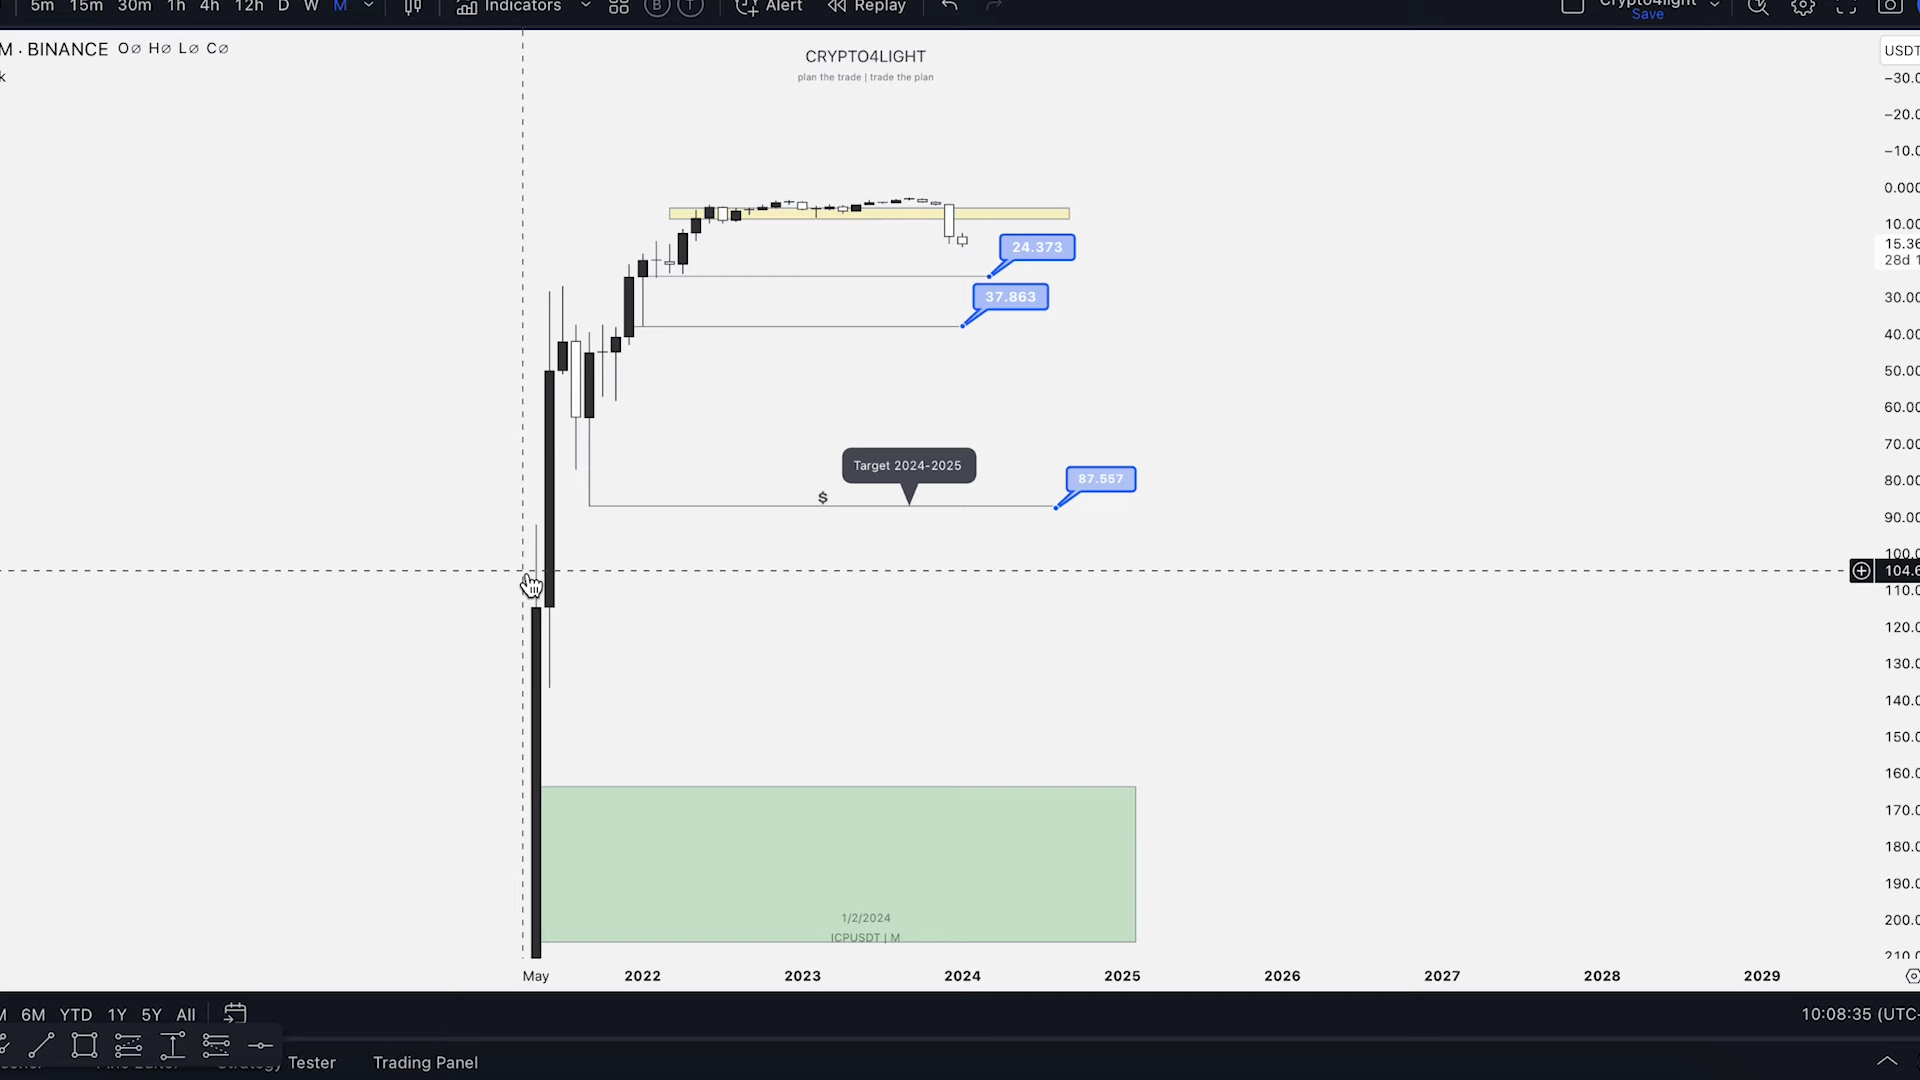 5m 15m 30m 1h 4h 12h D W M Indicators B T Alert Replay
Save
M · BINANCE O∅ H∅ L∅ C∅
k
CRYPTO4LIGHT
plan the trade | trade the plan
USDT
−30.0
−20.0
−10.0
0.000
10.00
15.36
28d 1
30.00
40.00
50.00
60.00
70.00
80.00
90.00
100.0
104.6
110.0
120.0
130.0
140.0
150.0
160.0
170.0
180.0
190.0
200.0
210.0
24.373
37.863
Target 2024-2025
$
87.557
1/2/2024
ICPUSDT | M
May 2022 2023 2024 2025 2026 2027 2028 2029
M 6M YTD 1Y 5Y All
10:08:35 (UTC-
Tester Trading Panel